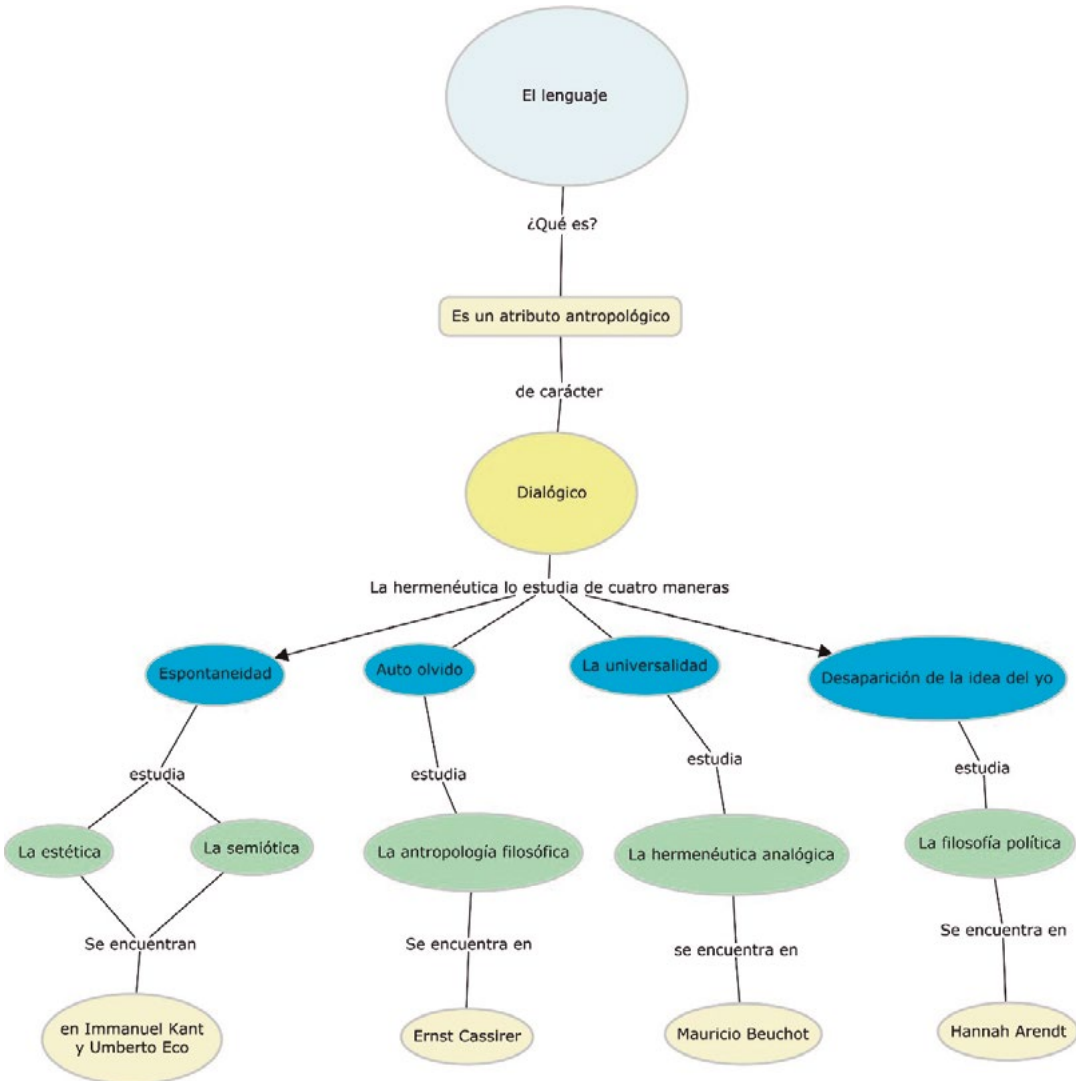 El lenguaje
¿Qué es?
Es un atributo antropológico
de carácter
Dialógico
La hermenéutica lo estudia de cuatro maneras
Espontaneidad
Auto olvido
La universalidad
Desaparición de la idea del yo
estudia
estudia
estudia
estudia
La estética
La semiótica
La antropología filosófica
La hermenéutica analógica
La filosofía política
Se encuentran
Se encuentra en
se encuentra en
Se encuentra en
en Immanuel Kant
y Umberto Eco
Ernst Cassirer
Mauricio Beuchot
Hannah Arendt